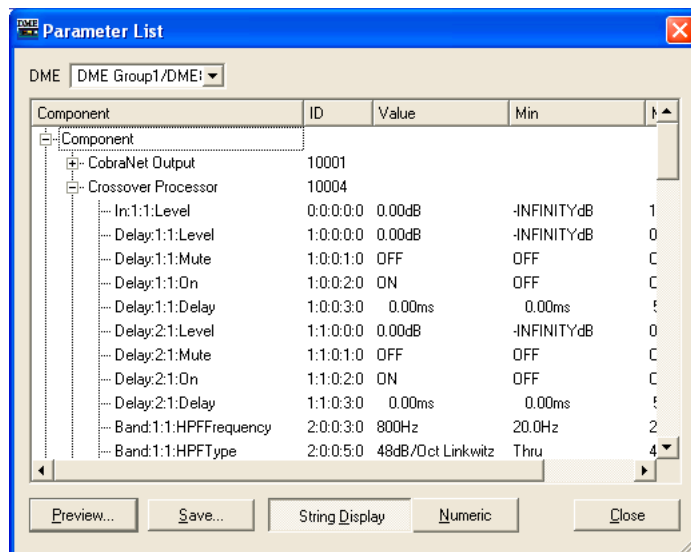 DME
Parameter List
DME DME Group1/DME
Component ID Value Min
Component
CobraNet Output 10001
Crossover Processor 10004
In:1:1:Level 0:0:0:0:0 0.00dB -INFINITYdB 1
Delay:1:1:Level 1:0:0:0:0 0.00dB -INFINITYdB 0
Delay:1:1:Mute 1:0:0:1:0 OFF OFF
Delay:1:1:On 1:0:0:2:0 ON OFF
Delay:1:1:Delay 1:0:0:3:0 0.00ms 0.00ms
Delay:2:1:Level 1:1:0:0:0 0.00dB -INFINITYdB 0
Delay:2:1:Mute 1:1:0:1:0 OFF OFF
Delay:2:1:On 1:1:0:2:0 ON OFF
Delay:2:1:Delay 1:1:0:3:0 0.00ms 0.00ms
Band:1:1:HPFFrequency 2:0:0:3:0 800Hz 20.0Hz 2
Band:1:1:HPFType 2:0:0:5:0 48dB/Oct Linkwitz Thru 4
Preview... Save... String Display Numeric Close